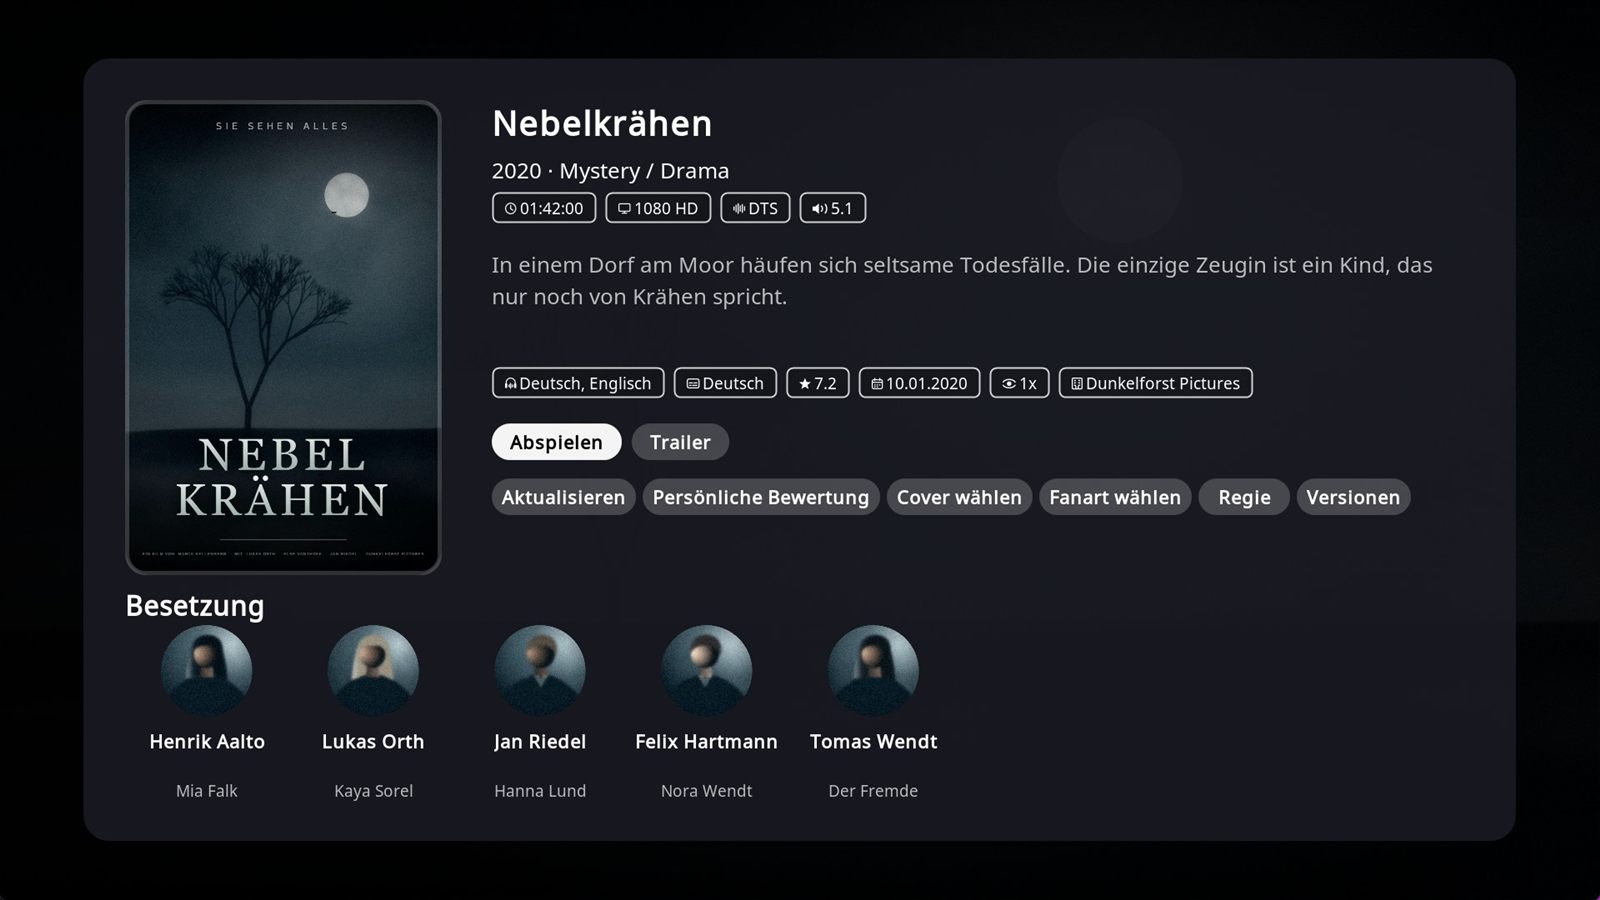 SIE SEHEN ALLES
NEBEL
KRÄHEN
Nebelkrähen
2020 · Mystery / Drama
01:42:00
1080 HD
DTS
5.1
In einem Dorf am Moor häufen sich seltsame Todesfälle. Die einzige Zeugin ist ein Kind, das
nur noch von Krähen spricht.
Deutsch, Englisch
Deutsch
7.2
10.01.2020
1x
Dunkelforst Pictures
Abspielen
Trailer
Aktualisieren
Persönliche Bewertung
Cover wählen
Fanart wählen
Regie
Versionen
Besetzung
Henrik Aalto
Mia Falk
Lukas Orth
Kaya Sorel
Jan Riedel
Hanna Lund
Felix Hartmann
Nora Wendt
Tomas Wendt
Der Fremde